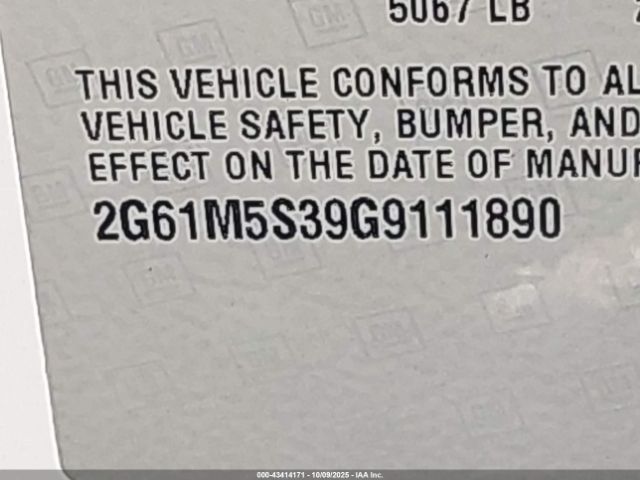 5067 LB
THIS VEHICLE CONFORMS TO AL
VEHICLE SAFETY, BUMPER, AND
EFFECT ON THE DATE OF MANUF
2G61M5S39G9111890
000-43414171 - 10/09/2025 - IAA Inc.